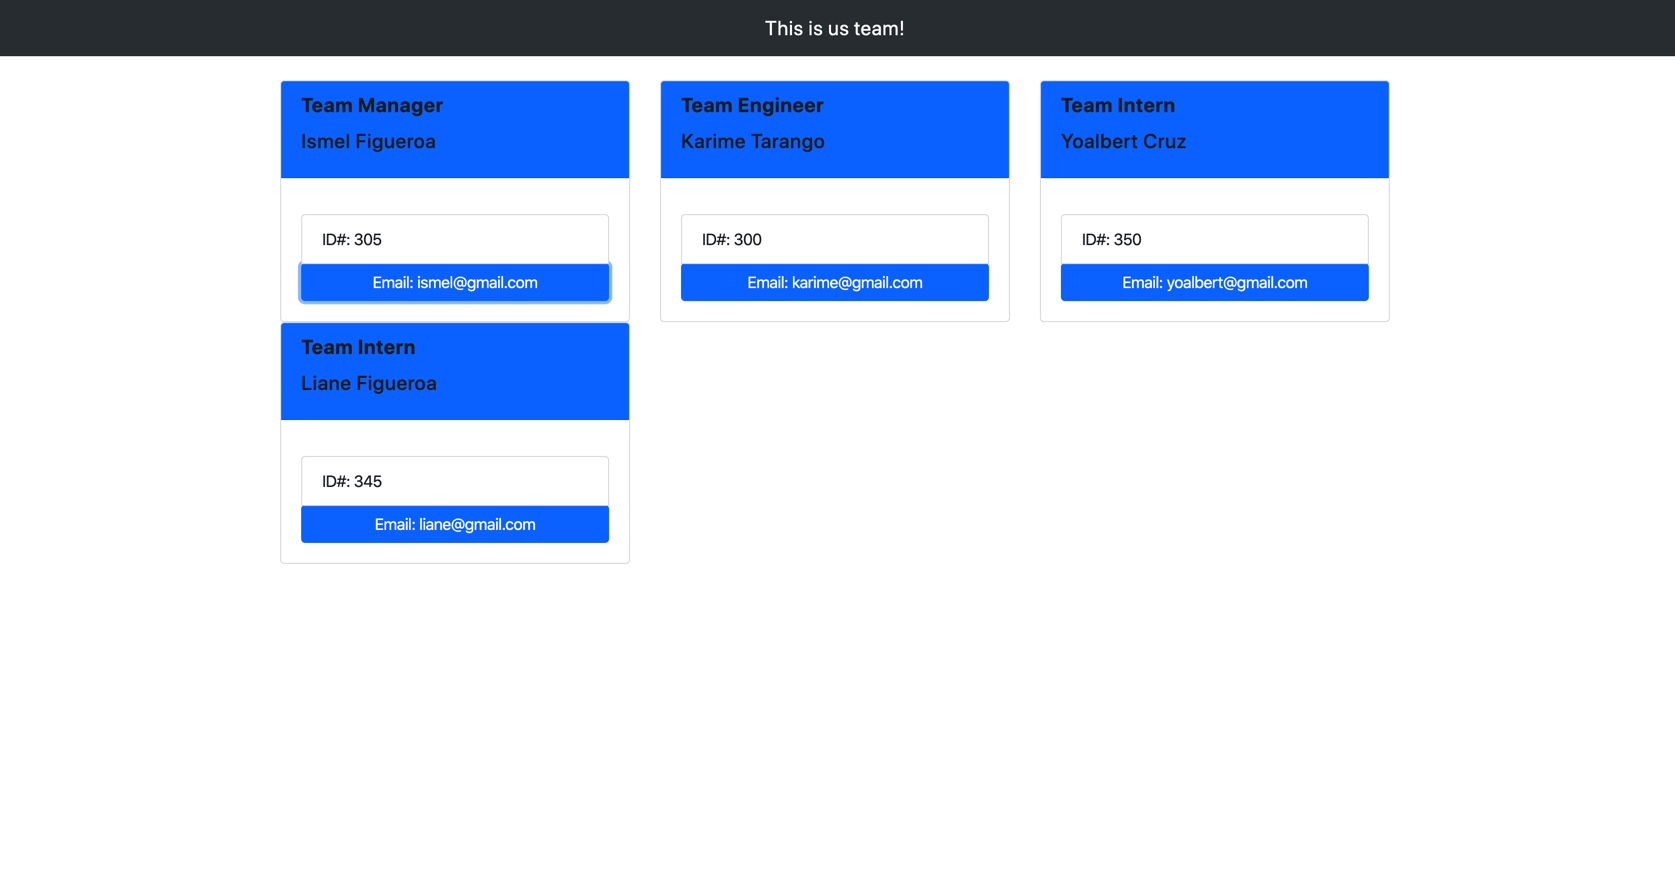 This is us team!
Team Manager
Ismel Figueroa
ID#: 305
Email: ismel@gmail.com
Team Engineer
Karime Tarango
ID#: 300
Email: karime@gmail.com
Team Intern
Yoalbert Cruz
ID#: 350
Email: yoalbert@gmail.com
Team Intern
Liane Figueroa
ID#: 345
Email: liane@gmail.com